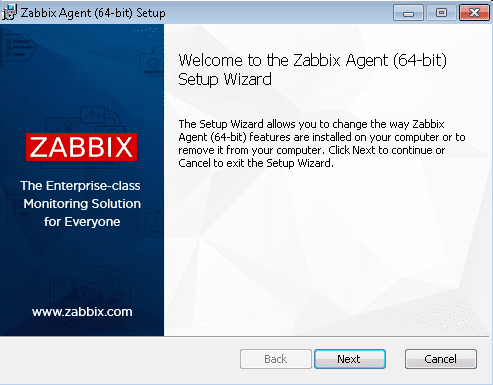 Zabbix Agent (64-bit) Setup
Welcome to the Zabbix Agent (64-bit)
Setup Wizard
The Setup Wizard allows you to change the way Zabbix
Agent (64-bit) features are installed on your computer or to
remove it from your computer. Click Next to continue or
Cancel to exit the Setup Wizard.
ZABBIX
The Enterprise-class
Monitoring Solution
for Everyone
www.zabbix.com
Back
Next
Cancel